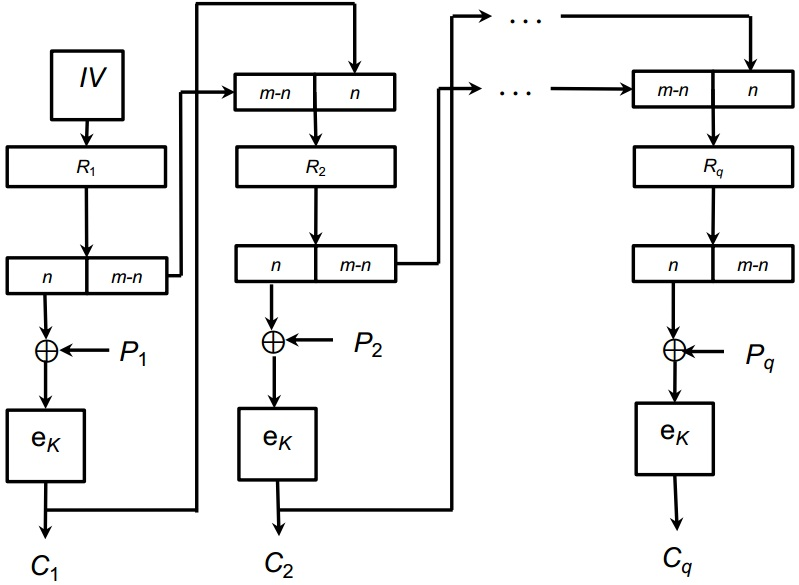 . . .
IV
m-n n
. . .
m-n n
R1
R2
Rq
n m-n
n m-n
n m-n
P1
P2
Pq
eK
eK
eK
C1
C2
Cq